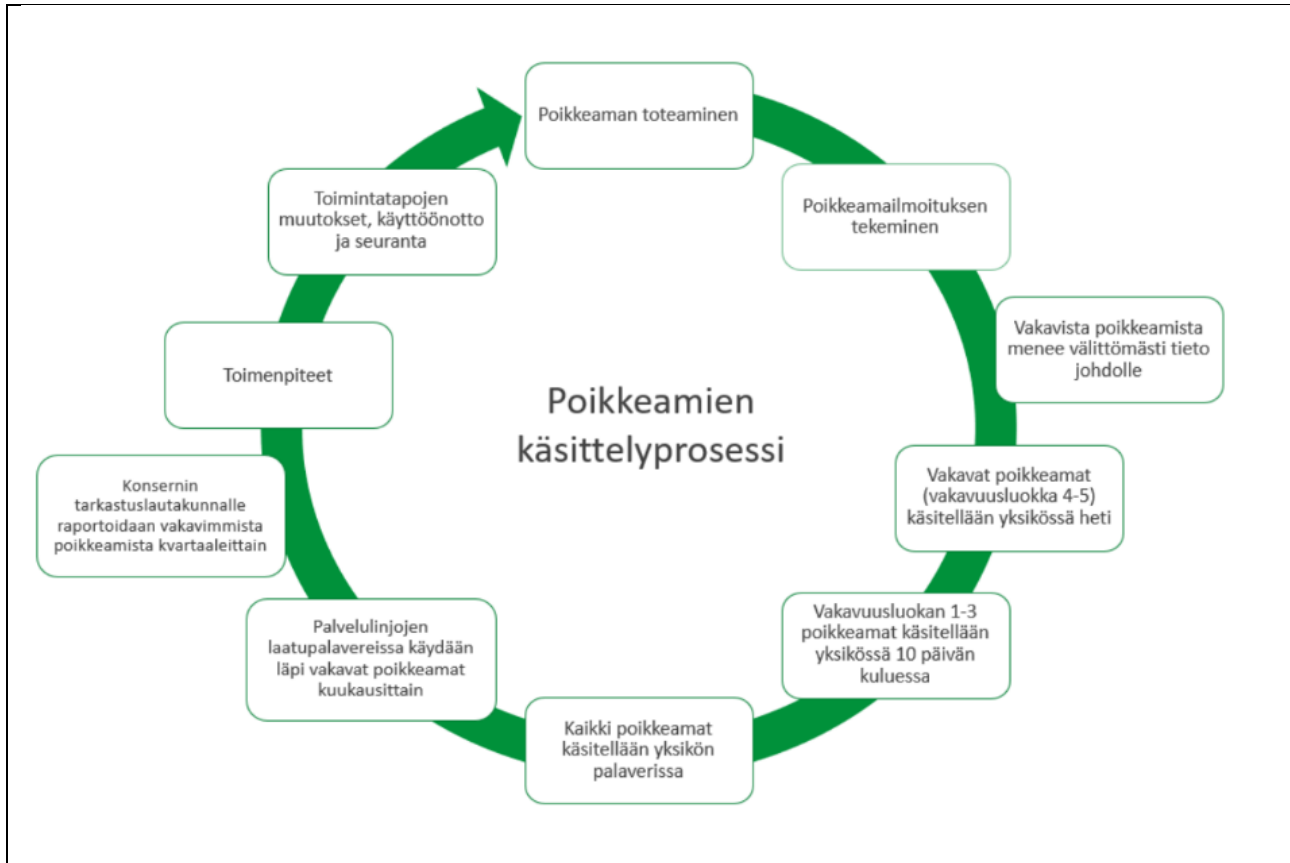 Poikkeaman toteaminen
Poikkeamailmoituksen
tekeminen
Vakavista poikkeamista
menee välittömästi tieto
johdolle
Vakavat poikkeamat
(vakavuusluokka 4-5)
käsitellään yksikössä heti
Vakavuusluokan 1-3
poikkeamat käsitellään
yksikössä 10 päivän
kuluessa
Kaikki poikkeamat
käsitellään yksikön
palaverissa
Palvelulinjojen
laatupalavereissa käydään
läpi vakavat poikkeamat
kuukausittain
Konsernin
tarkastuslautakunnalle
raportoidaan vakavimmista
poikkeamista kvartaaleittain
Toimenpiteet
Toimintatapojen
muutokset, käyttöönotto
ja seuranta
Poikkeamien
käsittelyprosessi